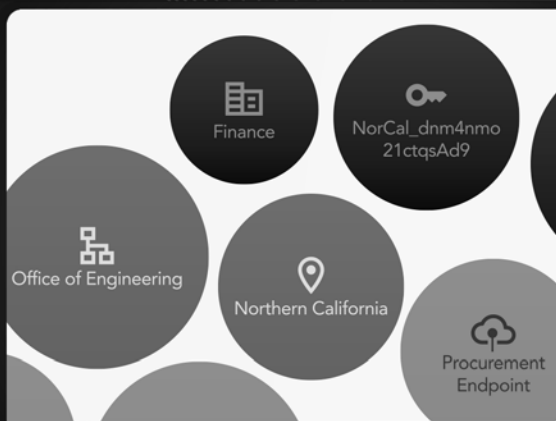 Finance
NorCal_dnm4nmo
21ctqsAd9
Office of Engineering
Northern California
Procurement
Endpoint